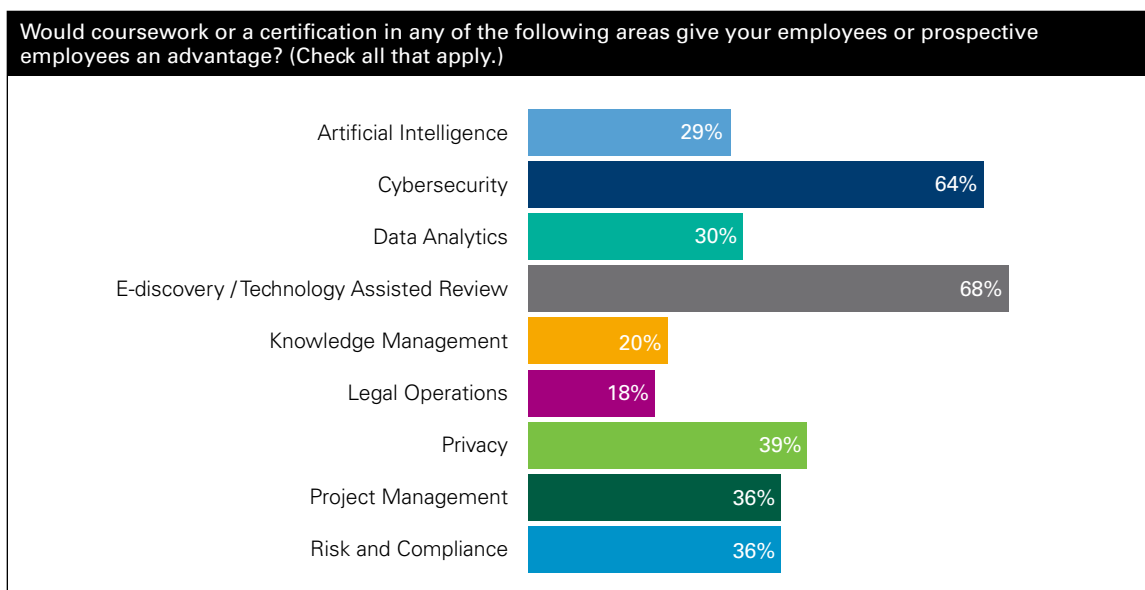 Would coursework or a certification in any of the following areas give your employees or prospective
employees an advantage? (Check all that apply.)
Artificial Intelligence 29%
Cybersecurity 64%
Data Analytics 30%
E-discovery / Technology Assisted Review 68%
Knowledge Management 20%
Legal Operations 18%
Privacy 39%
Project Management 36%
Risk and Compliance 36%